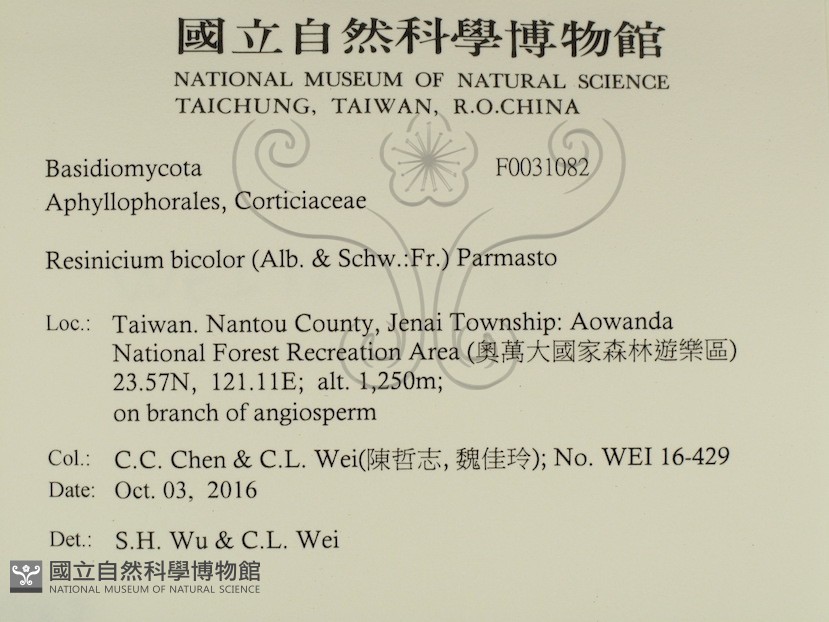 國立自然科學博物館
NATIONAL MUSEUM OF NATURAL SCIENCE
TAICHUNG, TAIWAN, R.O.CHINA
Basidiomycota F0031082
Aphyllophorales, Corticiaceae
Resinicium bicolor (Alb. & Schw.:Fr.) Parmasto
Loc.: Taiwan. Nantou County, Jenai Township: Aowanda
National Forest Recreation Area (奧萬大國家森林遊樂區)
23.57N, 121.11E; alt. 1,250m;
on branch of angiosperm
Col.: C.C. Chen & C.L. Wei(陳哲志, 魏佳玲); No. WEI 16-429
Date: Oct. 03, 2016
Det.: S.H. Wu & C.L. Wei
國立自然科學博物館
NATIONAL MUSEUM OF NATURAL SCIENCE